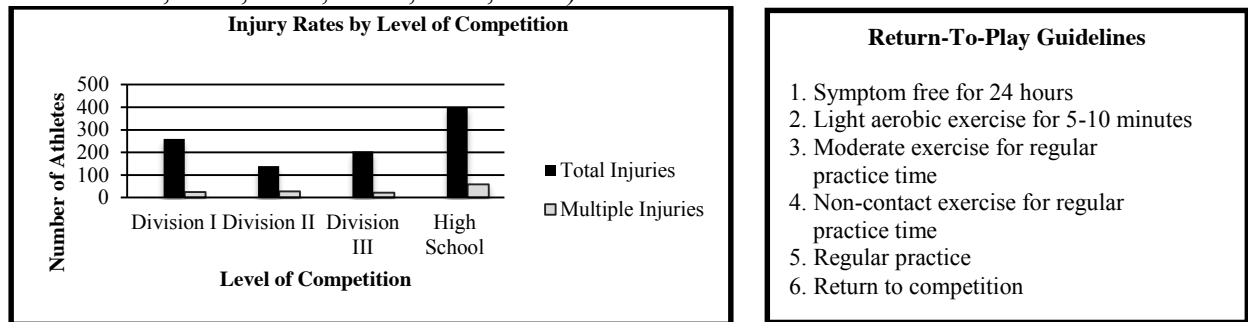 Injury Rates by Level of Competition
500
400
300
200
100
0
Number of Athletes
Division I Division II Division III High School
Level of Competition
Total Injuries
Multiple Injuries
Return-To-Play Guidelines
1. Symptom free for 24 hours
2. Light aerobic exercise for 5-10 minutes
3. Moderate exercise for regular
practice time
4. Non-contact exercise for regular
practice time
5. Regular practice
6. Return to competition